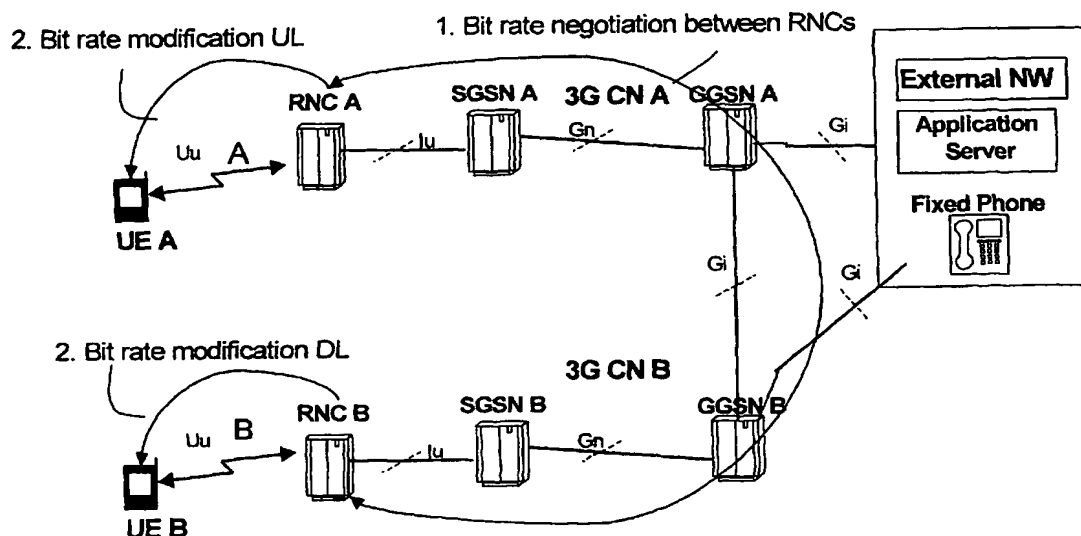 1. Bit rate negotiation between RNCs
2. Bit rate modification UL
External NW
Application
Server
Fixed Phone
RNC A
SGSN A
3G CN A
GGSN A
Iu
Gn
Gi
Uu
A
UE A
Gi
Gi
2. Bit rate modification DL
3G CN B
RNC B
SGSN B
GGSN B
Uu
B
Iu
Gn
UE B